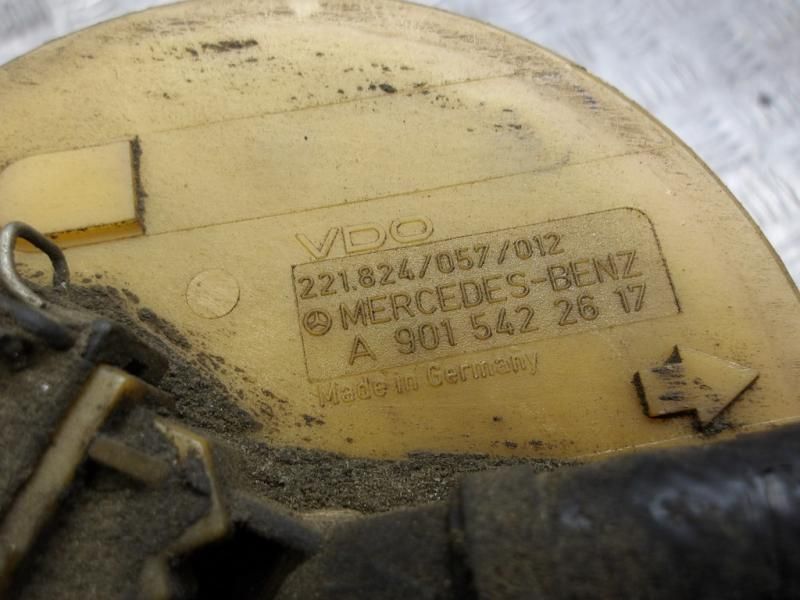 VDO
221.824/057/012
MERCEDES-BENZ
A 901 542 26 17
Made in Germany